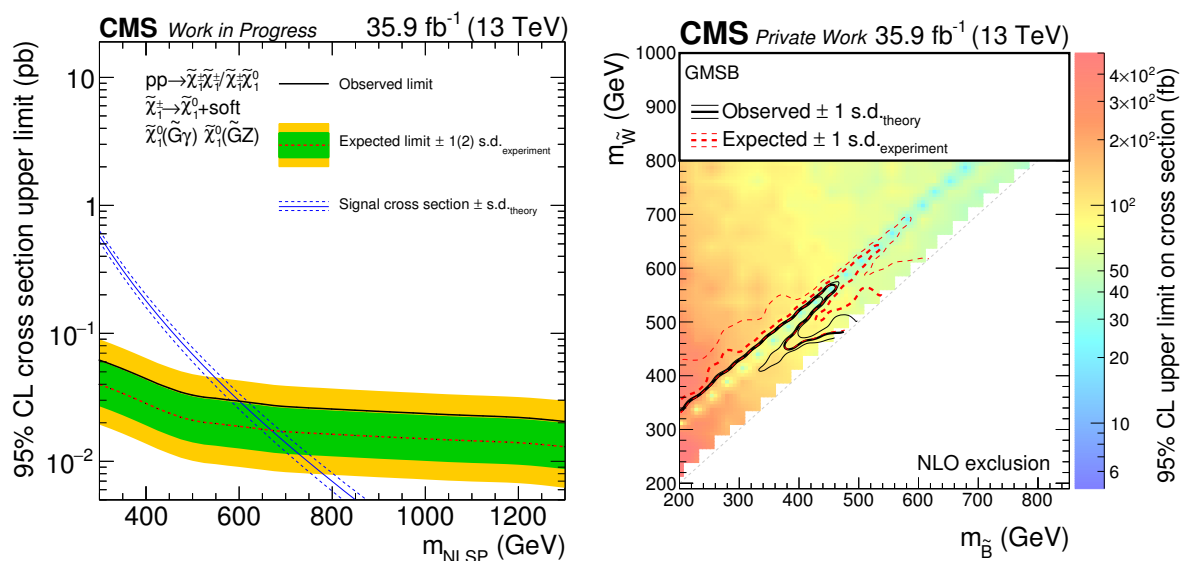 CMS Work in Progress 35.9 fb⁻¹ (13 TeV)
95% CL cross section upper limit (pb)
10
1
10⁻¹
10⁻²
pp→χ̃₁±χ̃₁±/χ̃₁±χ̃₁⁰
χ̃₁±→χ̃₁⁰+soft
χ̃₁⁰(G̃γ) χ̃₁⁰(G̃Z)
Observed limit
Expected limit ± 1(2) s.d.experiment
Signal cross section ± s.d.theory
400 600 800 1000 1200
m_NLSP (GeV)
CMS Private Work 35.9 fb⁻¹ (13 TeV)
m_W̃ (GeV)
1000
900
800
700
600
500
400
300
200
GMSB
Observed ± 1 s.d.theory
Expected ± 1 s.d.experiment
NLO exclusion
200 300 400 500 600 700 800
m_B̃ (GeV)
4×10²
3×10²
2×10²
10²
50
40
30
20
10
6
95% CL upper limit on cross section (fb)